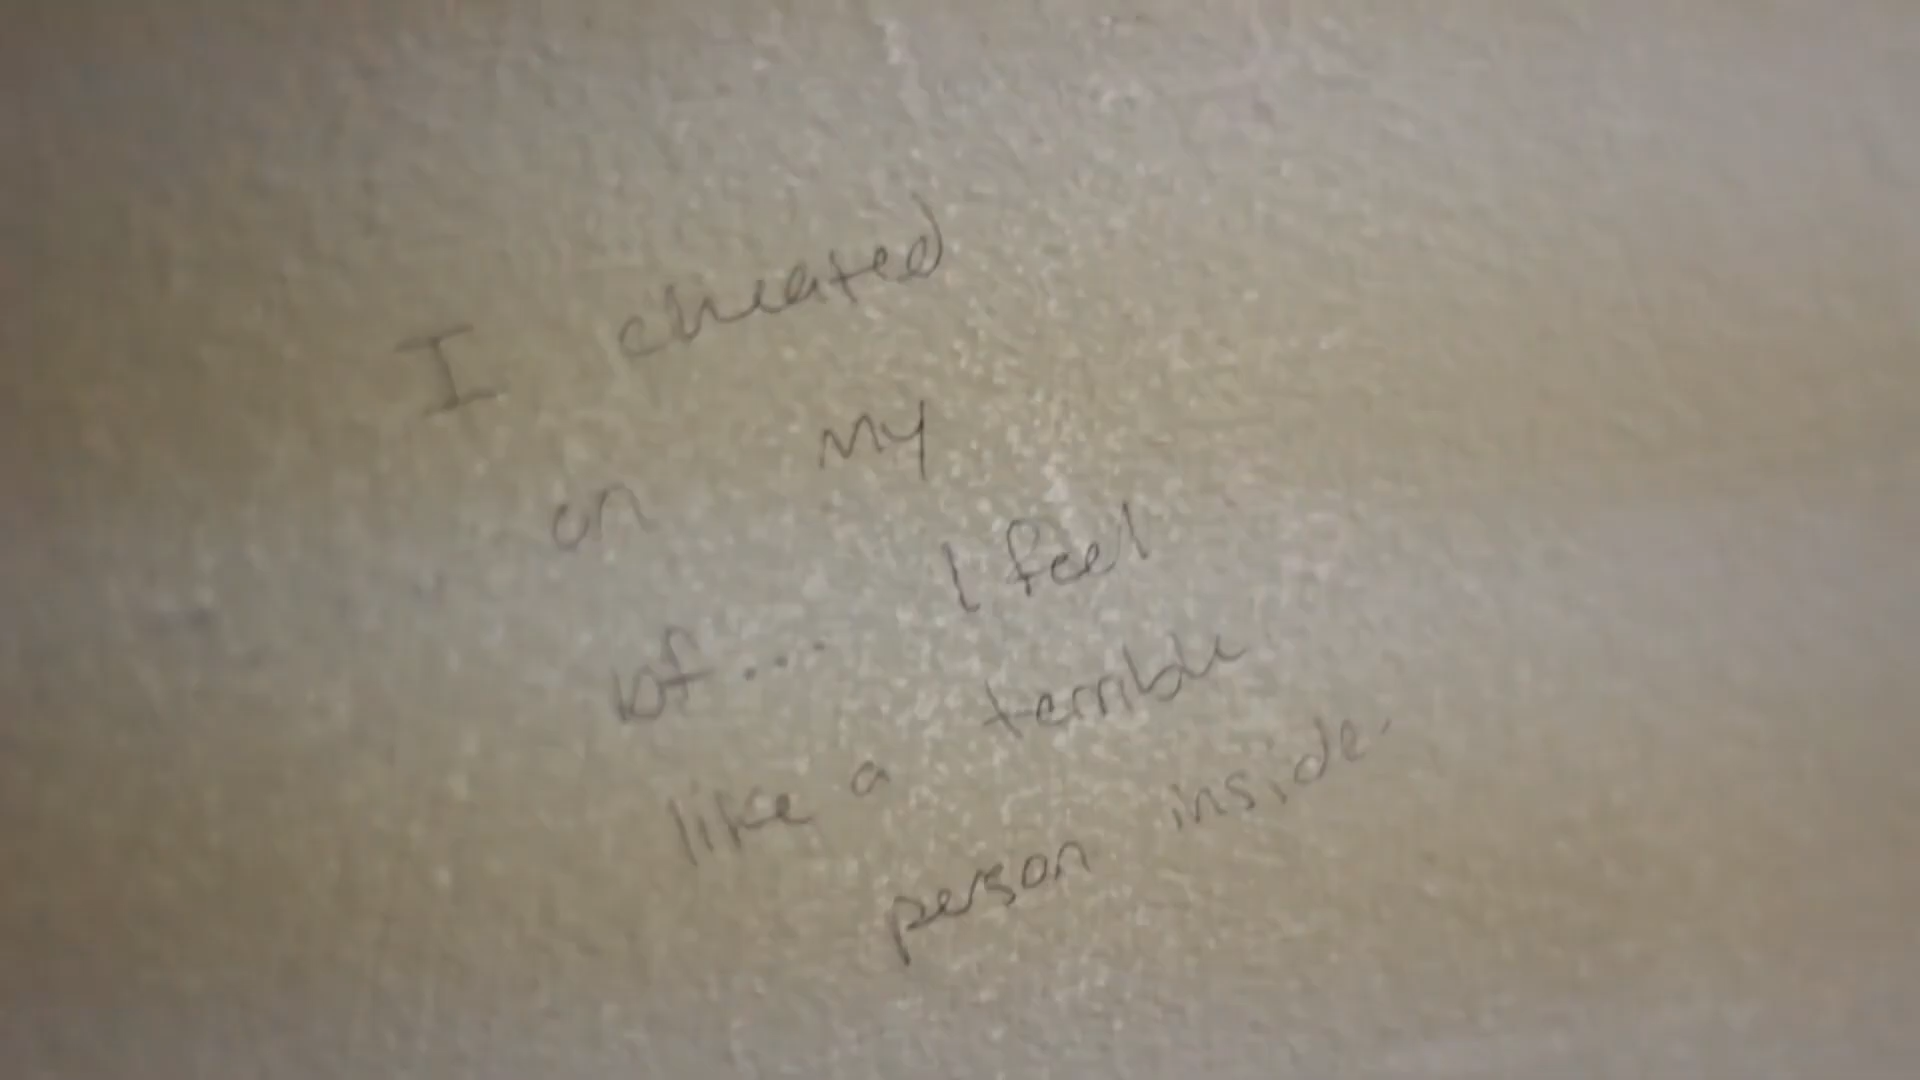 I cheated
on my
bf... I feel
like a terrible
person inside.